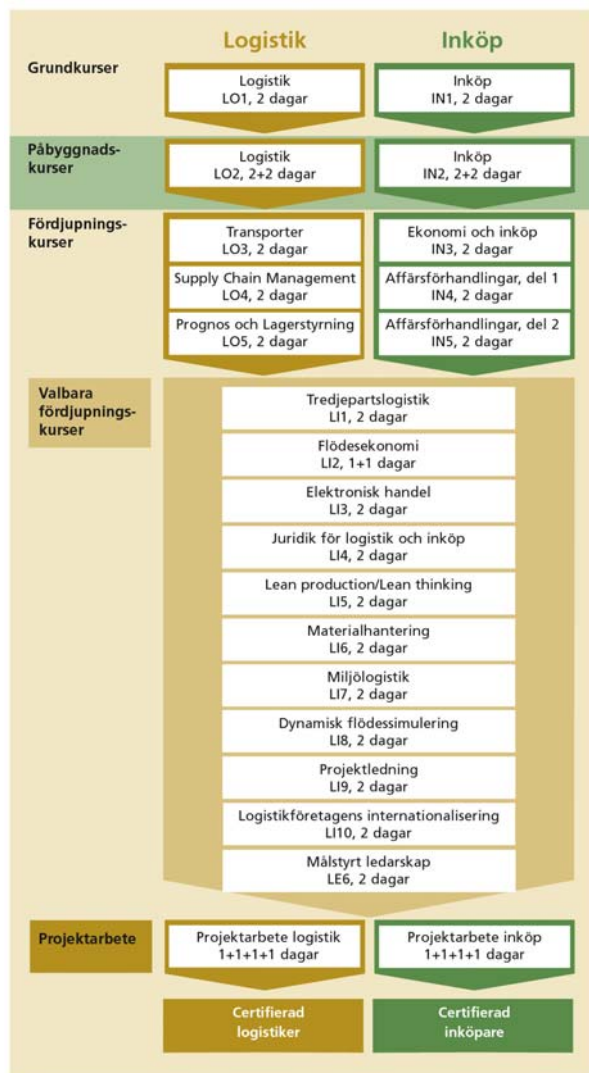 Logistik
Inköp
Grundkurser
Logistik
LO1, 2 dagar
Inköp
IN1, 2 dagar
Påbyggnads-
kurser
Logistik
LO2, 2+2 dagar
Inköp
IN2, 2+2 dagar
Fördjupnings-
kurser
Transporter
LO3, 2 dagar
Supply Chain Management
LO4, 2 dagar
Prognos och Lagerstyrning
LO5, 2 dagar
Ekonomi och inköp
IN3, 2 dagar
Affärsförhandlingar, del 1
IN4, 2 dagar
Affärsförhandlingar, del 2
IN5, 2 dagar
Valbara
fördjupnings-
kurser
Tredjepartslogistik
LI1, 2 dagar
Flödesekonomi
LI2, 1+1 dagar
Elektronisk handel
LI3, 2 dagar
Juridik för logistik och inköp
LI4, 2 dagar
Lean production/Lean thinking
LI5, 2 dagar
Materialhantering
LI6, 2 dagar
Miljölogistik
LI7, 2 dagar
Dynamisk flödessimulering
LI8, 2 dagar
Projektledning
LI9, 2 dagar
Logistikföretagens internationalisering
LI10, 2 dagar
Målstyrt ledarskap
LE6, 2 dagar
Projektarbete
Projektarbete logistik
1+1+1+1 dagar
Projektarbete inköp
1+1+1+1 dagar
Certifierad
logistiker
Certifierad
inköpare